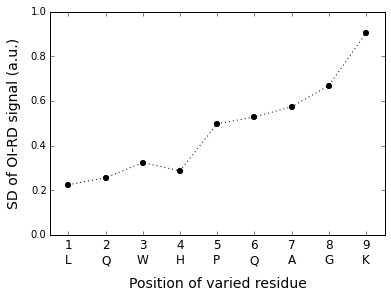 SD of OI-RD signal (a.u.)
1.0
0.8
0.6
0.4
0.2
0.0
1 2 3 4 5 6 7 8 9
L Q W H P Q A G K
Position of varied residue